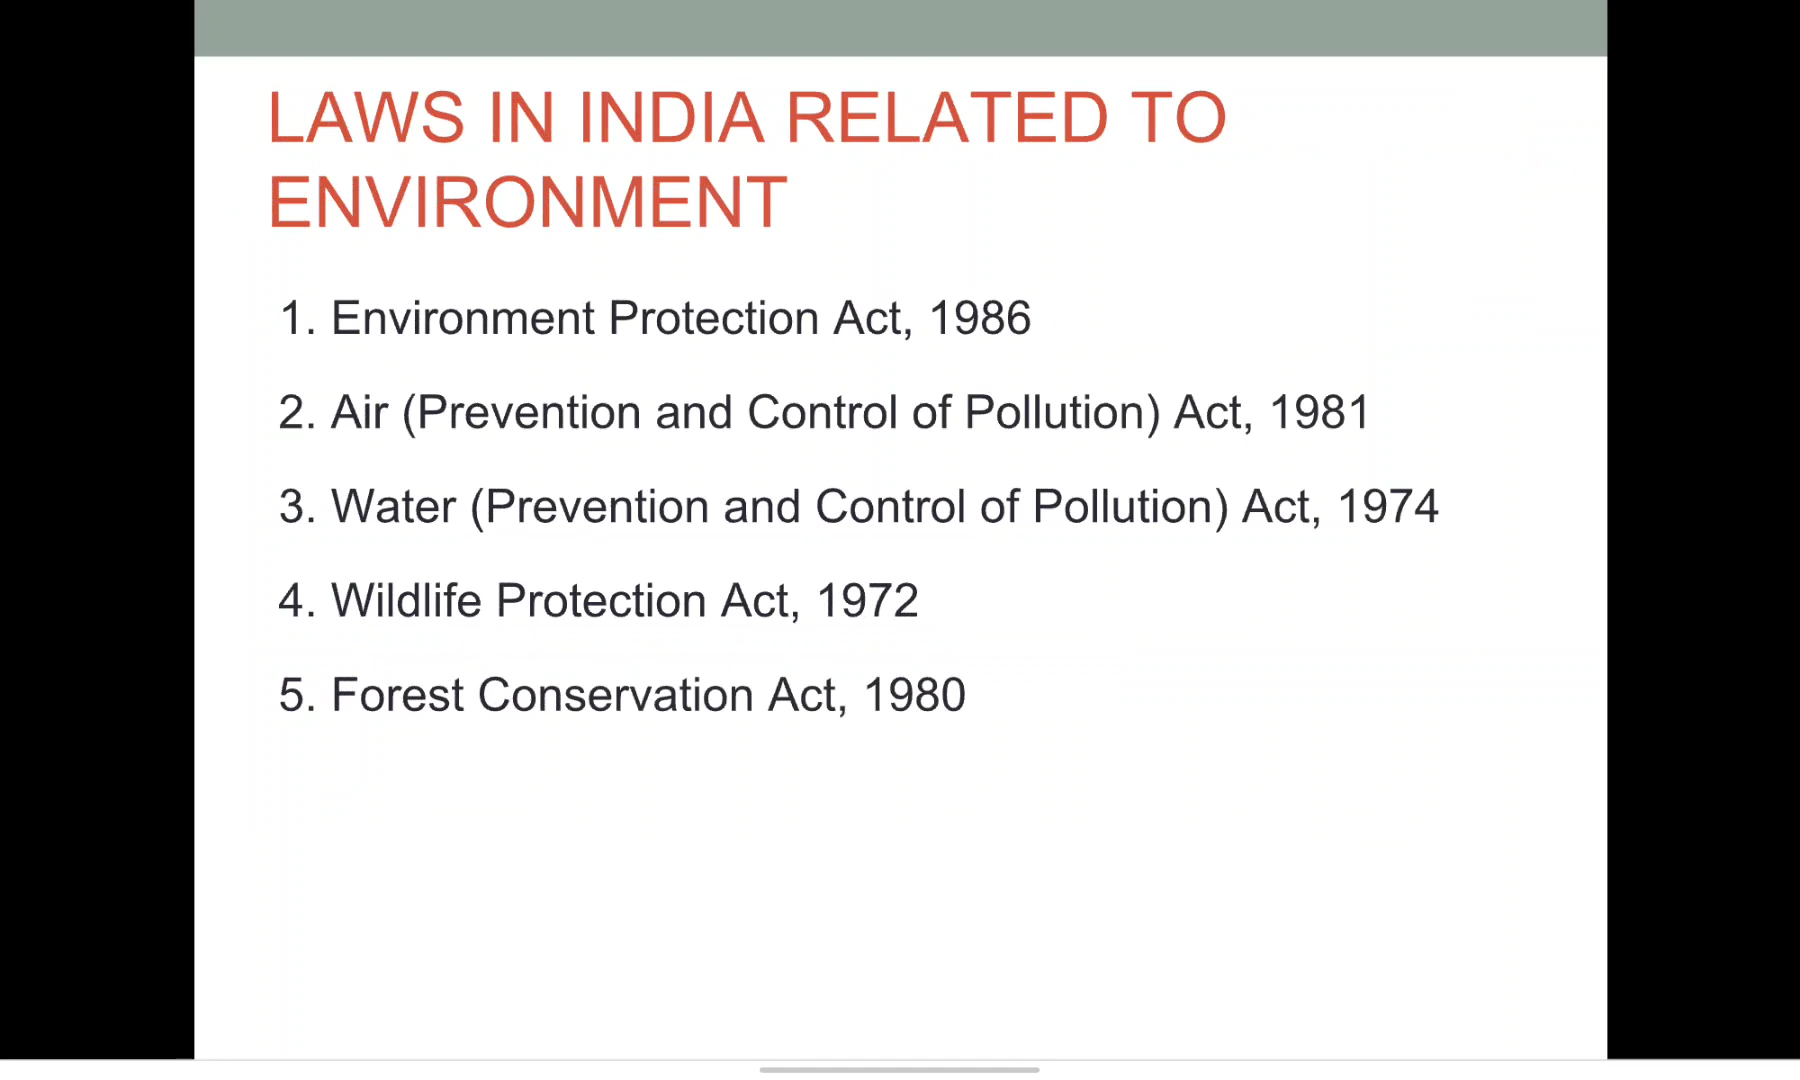 LAWS IN INDIA RELATED TO
ENVIRONMENT
1. Environment Protection Act, 1986
2. Air (Prevention and Control of Pollution) Act, 1981
3. Water (Prevention and Control of Pollution) Act, 1974
4. Wildlife Protection Act, 1972
5. Forest Conservation Act, 1980